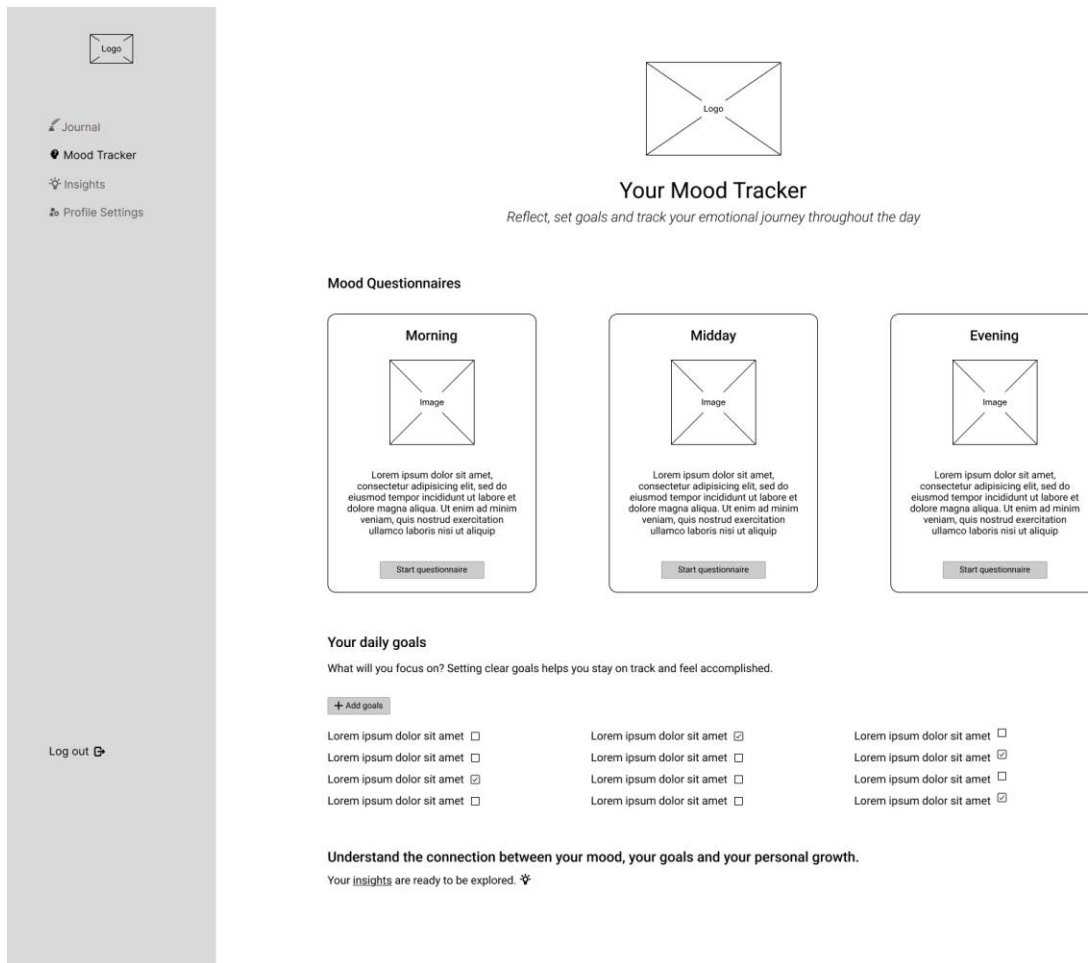 Logo
Journal
Mood Tracker
Insights
Profile Settings
Log out
Logo
Your Mood Tracker
Reflect, set goals and track your emotional journey throughout the day
Mood Questionnaires
Morning
Image
Lorem ipsum dolor sit amet,
consectetur adipisicing elit, sed do
eiusmod tempor incididunt ut labore et
dolore magna aliqua. Ut enim ad minim
veniam, quis nostrud exercitation
ullamco laboris nisi ut aliquip
Start questionnaire
Midday
Image
Lorem ipsum dolor sit amet,
consectetur adipisicing elit, sed do
eiusmod tempor incididunt ut labore et
dolore magna aliqua. Ut enim ad minim
veniam, quis nostrud exercitation
ullamco laboris nisi ut aliquip
Start questionnaire
Evening
Image
Lorem ipsum dolor sit amet,
consectetur adipisicing elit, sed do
eiusmod tempor incididunt ut labore et
dolore magna aliqua. Ut enim ad minim
veniam, quis nostrud exercitation
ullamco laboris nisi ut aliquip
Start questionnaire
Your daily goals
What will you focus on? Setting clear goals helps you stay on track and feel accomplished.
+ Add goals
Lorem ipsum dolor sit amet
Lorem ipsum dolor sit amet
Lorem ipsum dolor sit amet
Lorem ipsum dolor sit amet
Lorem ipsum dolor sit amet
Lorem ipsum dolor sit amet
Lorem ipsum dolor sit amet
Lorem ipsum dolor sit amet
Lorem ipsum dolor sit amet
Lorem ipsum dolor sit amet
Lorem ipsum dolor sit amet
Lorem ipsum dolor sit amet
Understand the connection between your mood, your goals and your personal growth.
Your insights are ready to be explored.